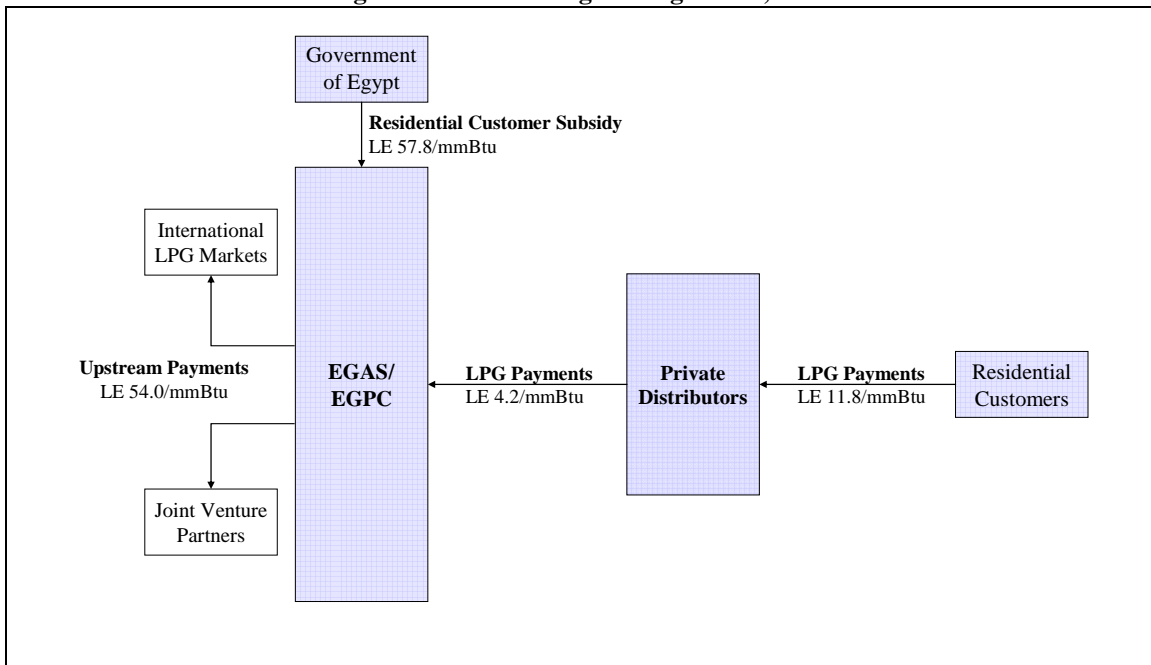 Government
of Egypt
Residential Customer Subsidy
LE 57.8/mmBtu
International
LPG Markets
Upstream Payments
LE 54.0/mmBtu
EGAS/
EGPC
LPG Payments
LE 4.2/mmBtu
Private
Distributors
LPG Payments
LE 11.8/mmBtu
Residential
Customers
Joint Venture
Partners